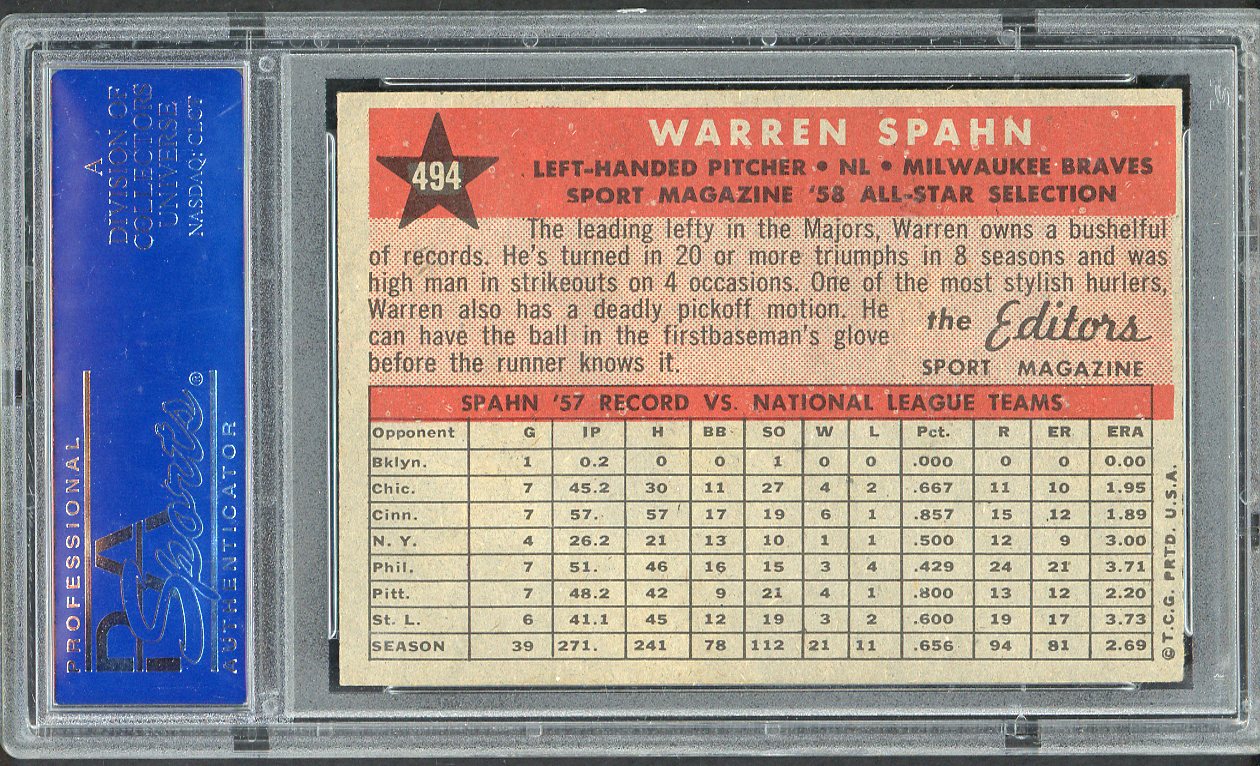 A
DIVISION OF
COLLECTORS
UNIVERSE
NASDAQ: CLCT
PROFESSIONAL
PSA
Sports®
AUTHENTICATOR
494
WARREN SPAHN
LEFT-HANDED PITCHER • NL • MILWAUKEE BRAVES
SPORT MAGAZINE '58 ALL-STAR SELECTION
The leading lefty in the Majors, Warren owns a bushelful
of records. He's turned in 20 or more triumphs in 8 seasons and was
high man in strikeouts on 4 occasions. One of the most stylish hurlers,
Warren also has a deadly pickoff motion. He
can have the ball in the firstbaseman's glove
before the runner knows it.
the Editors
SPORT MAGAZINE
SPAHN '57 RECORD VS. NATIONAL LEAGUE TEAMS
Opponent G IP H BB SO W L Pct. R ER ERA
Bklyn. 1 0.2 0 0 1 0 0 .000 0 0 0.00
Chic. 7 45.2 30 11 27 4 2 .667 11 10 1.95
Cinn. 7 57. 57 17 19 6 1 .857 15 12 1.89
N. Y. 4 26.2 21 13 10 1 1 .500 12 9 3.00
Phil. 7 51. 46 16 15 3 4 .429 24 21 3.71
Pitt. 7 48.2 42 9 21 4 1 .800 13 12 2.20
St. L. 6 41.1 45 12 19 3 2 .600 19 17 3.73
SEASON 39 271. 241 78 112 21 11 .656 94 81 2.69
© T.C.G. PRTD. U.S.A.